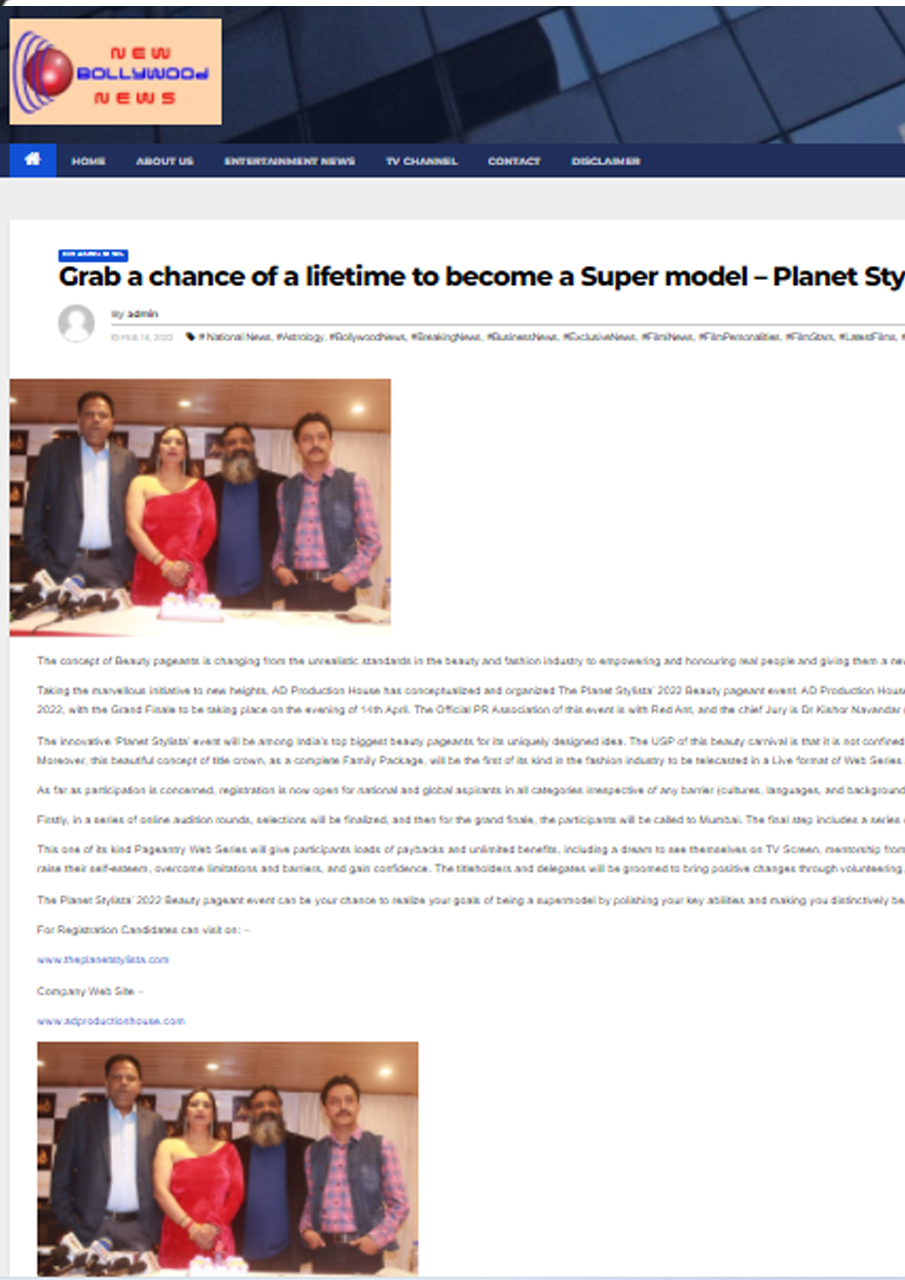 NEW
BOLLYWOOD
NEWS
HOME
ABOUT US
ENTERTAINMENT NEWS
TV CHANNEL
CONTACT
DISCLAIMER
Grab a chance of a lifetime to become a Super model – Planet Sty
By admin
FEB 2022 # National News, #Astrology, #BollywoodNews, #BreakingNews, #BusinessNews, #ExclusiveNews, #FilmiNews, #FilmPersonalities, #FilmStars, #LatestFilms, #
The concept of Beauty pageants is changing from the unrealistic standards in the beauty and fashion industry to empowering and honouring real people and giving them a
Taking the marvellous initiative to new heights, AD Production House has conceptualized and organized The Planet Stylista' 2022 Beauty pageant event. AD Production House
2022, with the Grand Finale to be taking place on the evening of 14th April. The Official PR Association of this event is with Red Ant, and the chief Jury is Dr Kishor Navandar
The innovative 'Planet Stylista' event will be among India's top biggest beauty pageants for its uniquely designed idea. The USP of this beauty carnival is that it is not confined
Moreover, this beautiful concept of title crown, as a complete Family Package, will be the first of its kind in the fashion industry to be telecasted in a Live format of Web Series
As far as participation is concerned, registration is now open for national and global aspirants in all categories irrespective of any barrier (cultures, languages, and background
Firstly, in a series of online audition rounds, selections will be finalized, and then for the grand finale, the participants will be called to Mumbai. The final step includes a series
This one of its kind Pageantry Web Series will give participants loads of paybacks and unlimited benefits, including a dream to see themselves on TV Screen, mentorship from
raise their self-esteem, overcome limitations and barriers, and gain confidence. The titleholders and delegates will be groomed to bring positive changes through volunteering,
The Planet Stylista' 2022 Beauty pageant event can be your chance to realize your goals of being a supermodel by polishing your key abilities and making you distinctively be
For Registration Candidates can visit on: –
www.theplanetstylista.com
Company Web Site –
www.adproductionhouse.com